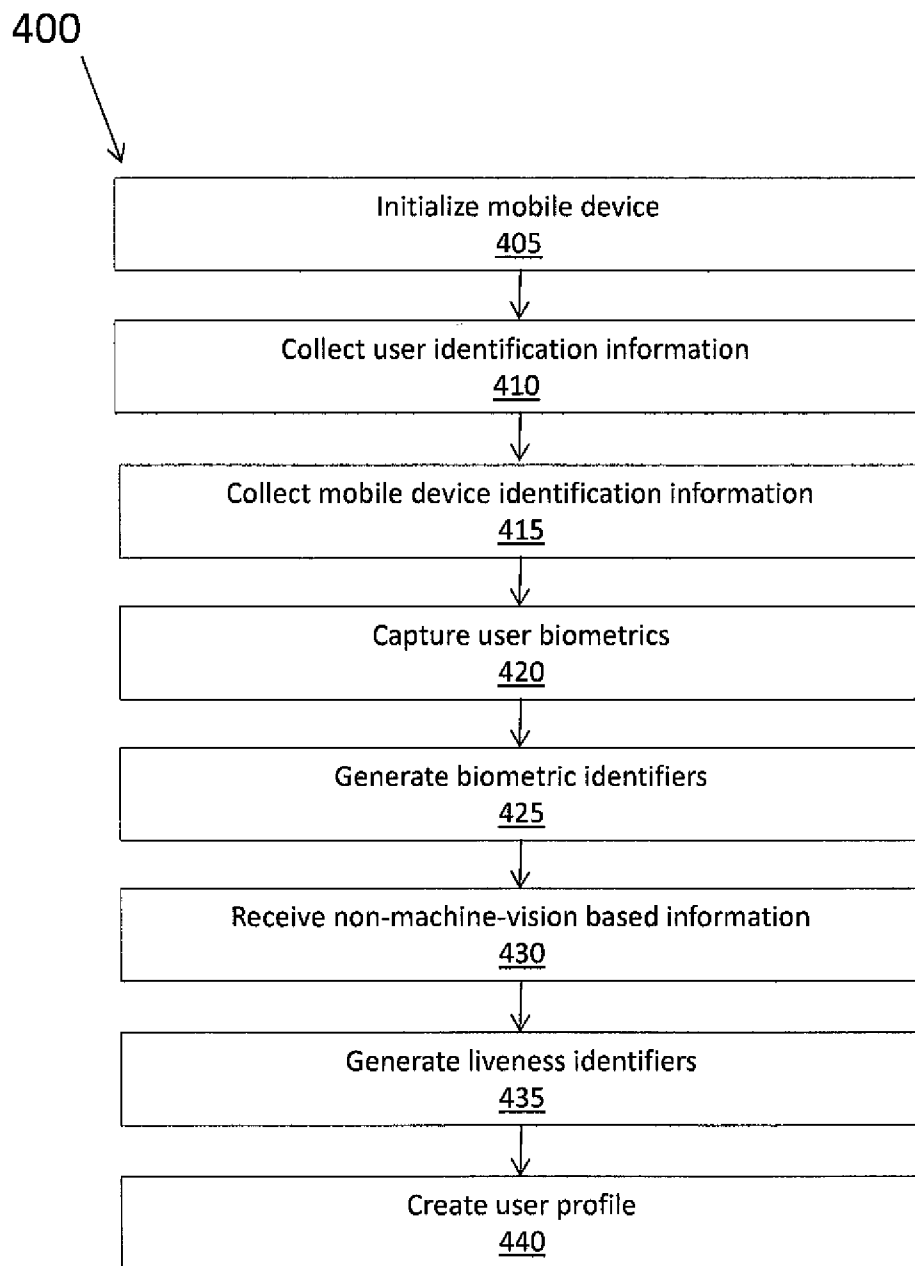 400
Initialize mobile device
405
Collect user identification information
410
Collect mobile device identification information
415
Capture user biometrics
420
Generate biometric identifiers
425
Receive non-machine-vision based information
430
Generate liveness identifiers
435
Create user profile
440